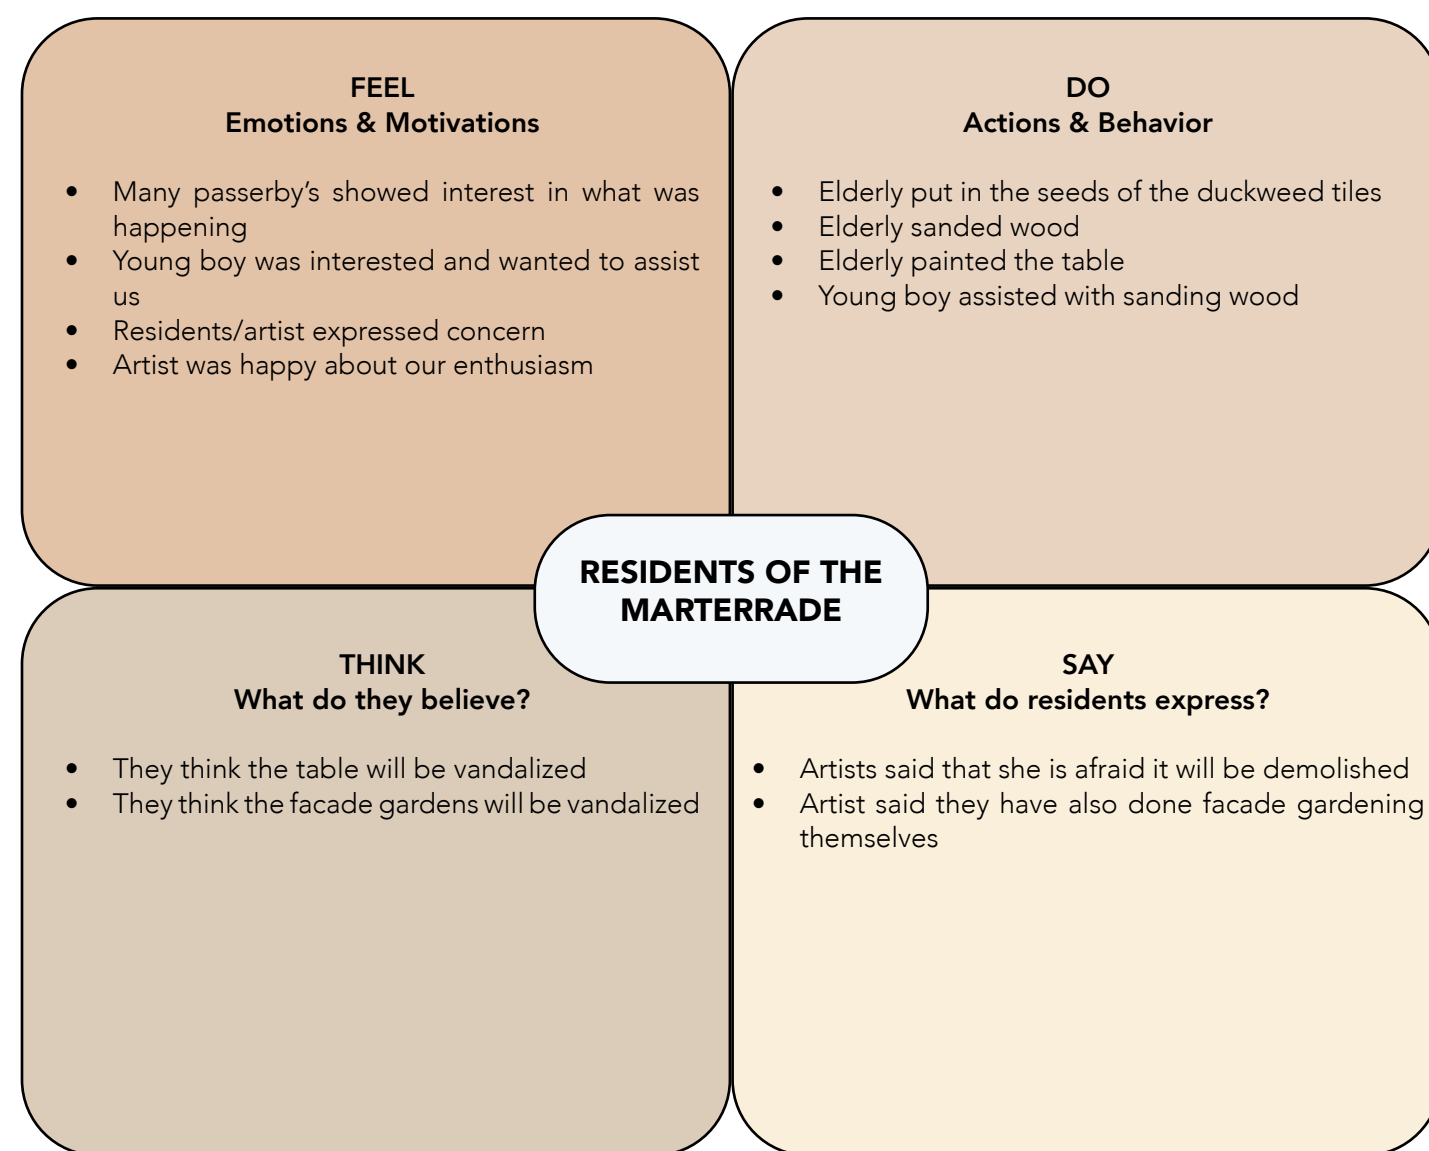 FEEL
Emotions & Motivations
• Many passerby’s showed interest in what was
happening
• Young boy was interested and wanted to assist
us
• Residents/artist expressed concern
• Artist was happy about our enthusiasm
DO
Actions & Behavior
• Elderly put in the seeds of the duckweed tiles
• Elderly sanded wood
• Elderly painted the table
• Young boy assisted with sanding wood
RESIDENTS OF THE
MARTERRADE
THINK
What do they believe?
• They think the table will be vandalized
• They think the facade gardens will be vandalized
SAY
What do residents express?
• Artists said that she is afraid it will be demolished
• Artist said they have also done facade gardening
themselves